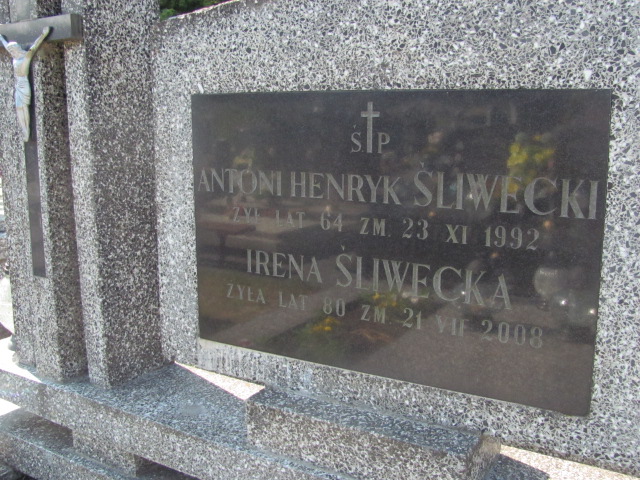 Ś P
ANTONI HENRYK ŚLIWECKI
ŻYŁ LAT 64 ZM. 23 XI 1992
IRENA ŚLIWECKA
ŻYŁA LAT 80 ZM. 21 VII 2008